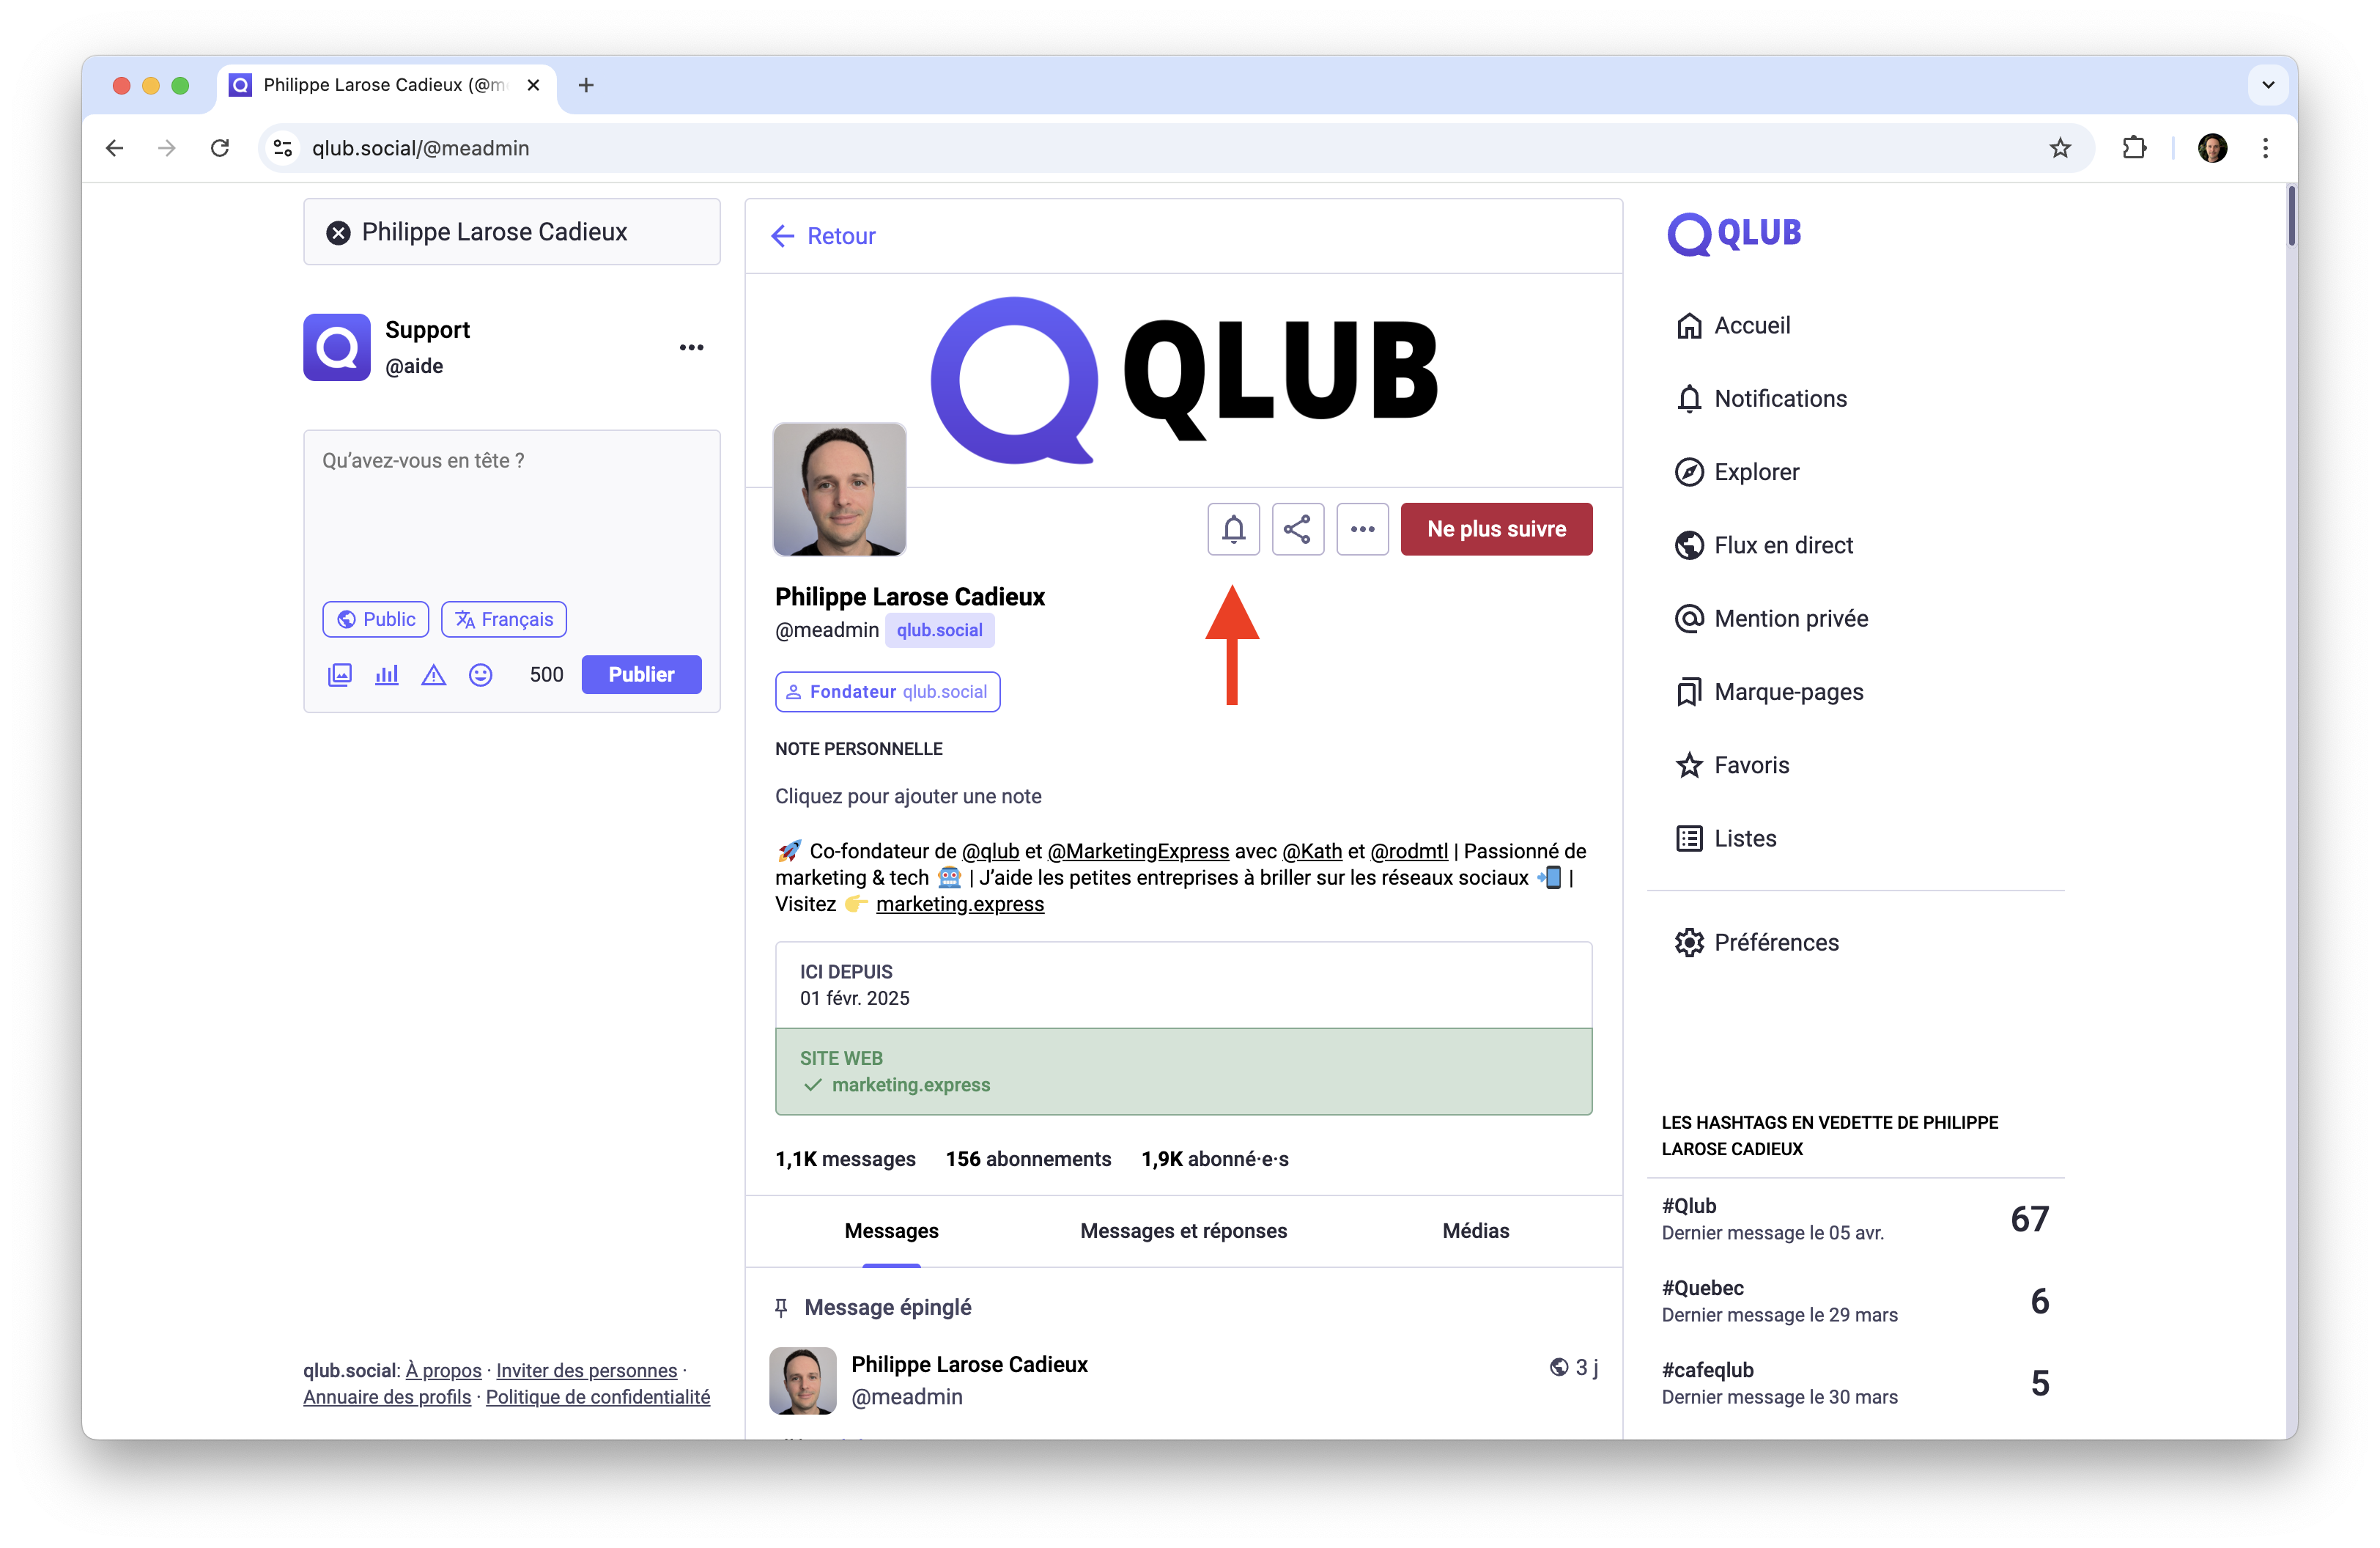 Philippe Larose Cadieux (@m
qlub.social/@meadmin
Philippe Larose Cadieux
Support
@aide
Qu’avez-vous en tête ?
Public
Français
500
Publier
qlub.social: À propos · Inviter des personnes ·
Annuaire des profils · Politique de confidentialité
Retour
QLUB
Ne plus suivre
Philippe Larose Cadieux
@meadmin qlub.social
Fondateur qlub.social
NOTE PERSONNELLE
Cliquez pour ajouter une note
🚀 Co-fondateur de @qlub et @MarketingExpress avec @Kath et @rodmtl | Passionné de
marketing & tech 🤖 | J’aide les petites entreprises à briller sur les réseaux sociaux 📲 |
Visitez 👉 marketing.express
ICI DEPUIS
01 févr. 2025
SITE WEB
marketing.express
1,1K messages 156 abonnements 1,9K abonné·e·s
Messages Messages et réponses Médias
Message épinglé
Philippe Larose Cadieux
@meadmin
3 j
QLUB
Accueil
Notifications
Explorer
Flux en direct
Mention privée
Marque-pages
Favoris
Listes
Préférences
LES HASHTAGS EN VEDETTE DE PHILIPPE
LAROSE CADIEUX
#Qlub
Dernier message le 05 avr.
67
#Quebec
Dernier message le 29 mars
6
#cafeqlub
Dernier message le 30 mars
5